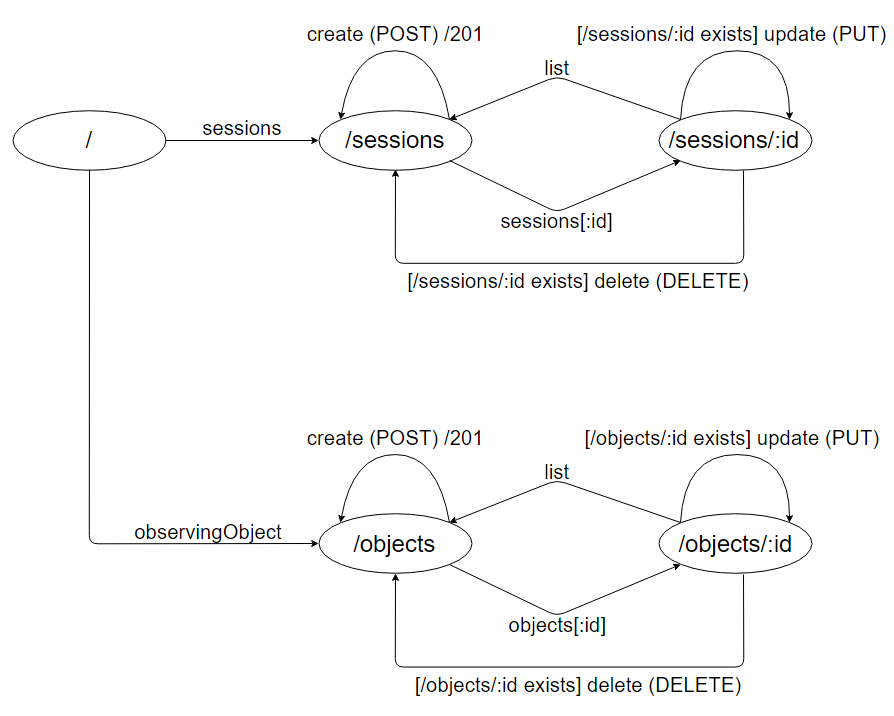 create (POST) /201
[/sessions/:id exists] update (PUT)
list
sessions
/
/sessions
/sessions/:id
sessions[:id]
[/sessions/:id exists] delete (DELETE)
create (POST) /201
[/objects/:id exists] update (PUT)
list
observingObject
/objects
/objects/:id
objects[:id]
[/objects/:id exists] delete (DELETE)